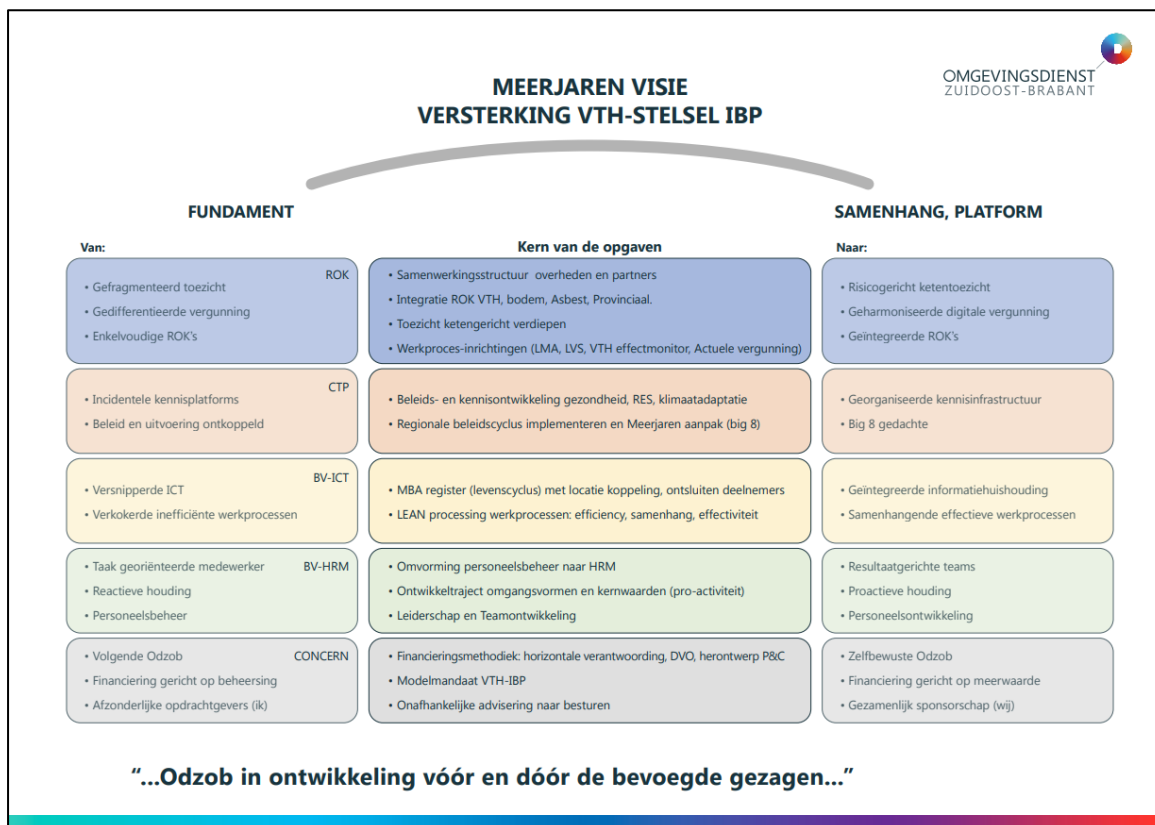 OMGEVINGSDIENST
ZUIDOOST-BRABANT
MEERJAREN VISIE
VERSTERKING VTH-STELSEL IBP
FUNDAMENT
SAMENHANG, PLATFORM
Van:
Kern van de opgaven
Naar:
ROK
• Gefragmenteerd toezicht
• Gedifferentieerde vergunning
• Enkelvoudige ROK's
• Samenwerkingsstructuur overheden en partners
• Integratie ROK VTH, bodem, Asbest, Provinciaal.
• Toezicht ketengericht verdiepen
• Werkproces-inrichtingen (LMA, LVS, VTH effectmonitor, Actuele vergunning)
• Risicogericht ketentoezicht
• Geharmoniseerde digitale vergunning
• Geïntegreerde ROK's
CTP
• Incidentele kennisplatforms
• Beleid en uitvoering ontkoppeld
• Beleids- en kennisontwikkeling gezondheid, RES, klimaatadaptatie
• Regionale beleidscyclus implementeren en Meerjaren aanpak (big 8)
• Georganiseerde kennisinfrastructuur
• Big 8 gedachte
BV-ICT
• Versnipperde ICT
• Verkokerde inefficiënte werkprocessen
• MBA register (levenscyclus) met locatie koppeling, ontsluiten deelnemers
• LEAN processing werkprocessen: efficiency, samenhang, effectiviteit
• Geïntegreerde informatiehuishouding
• Samenhangende effectieve werkprocessen
• Taak georiënteerde medewerker BV-HRM
• Reactieve houding
• Personeelsbeheer
• Omvorming personeelsbeheer naar HRM
• Ontwikkeltraject omgangsvormen en kernwaarden (pro-activiteit)
• Leiderschap en Teamontwikkeling
• Resultaatgerichte teams
• Proactieve houding
• Personeelsontwikkeling
• Volgende Odzob CONCERN
• Financiering gericht op beheersing
• Afzonderlijke opdrachtgevers (ik)
• Financieringsmethodiek: horizontale verantwoording, DVO, herontwerp P&C
• Modelmandaat VTH-IBP
• Onafhankelijke advisering naar besturen
• Zelfbewuste Odzob
• Financiering gericht op meerwaarde
• Gezamenlijk sponsorschap (wij)
“...Odzob in ontwikkeling vóór en dóór de bevoegde gezagen...”